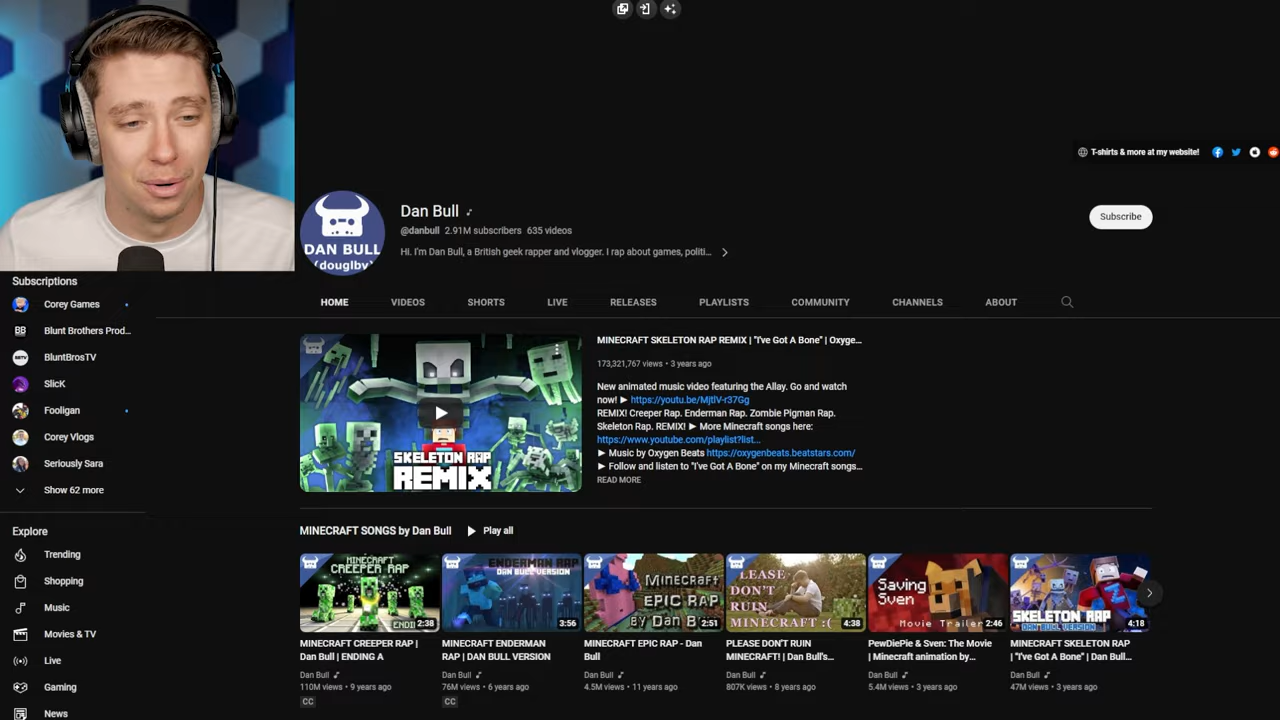 T-shirts & more at my website!
DAN BULL
(douglby)
Dan Bull
@danbull 2.91M subscribers 635 videos
Hi. I'm Dan Bull, a British geek rapper and vlogger. I rap about games, politi...
Subscribe
HOME VIDEOS SHORTS LIVE RELEASES PLAYLISTS COMMUNITY CHANNELS ABOUT
Subscriptions
Corey Games
BB Blunt Brothers Prod...
BBTV BluntBrosTV
SlicK
Fooligan
Corey Vlogs
Seriously Sara
Show 62 more
Explore
Trending
Shopping
Music
Movies & TV
Live
Gaming
News
SKELETON RAP
REMIX
MINECRAFT SKELETON RAP REMIX | "I've Got A Bone" | Oxyge...
173,321,767 views • 3 years ago
New animated music video featuring the Allay. Go and watch
now! ► https://youtu.be/MjtlV-r37Gg
REMIX! Creeper Rap. Enderman Rap. Zombie Pigman Rap.
Skeleton Rap. REMIX! ► More Minecraft songs here:
https://www.youtube.com/playlist?list...
► Music by Oxygen Beats https://oxygenbeats.beatstars.com/
► Follow and listen to "I've Got A Bone" on my Minecraft songs...
READ MORE
MINECRAFT SONGS by Dan Bull Play all
MINECRAFT
CREEPER RAP
2:38
MINECRAFT CREEPER RAP |
Dan Bull | ENDING A
Dan Bull
110M views • 9 years ago
CC
ENDERMAN RAP
DAN BULL VERSION
3:56
MINECRAFT ENDERMAN
RAP | DAN BULL VERSION
Dan Bull
76M views • 6 years ago
CC
MINECRAFT
EPIC RAP
by Dan B
2:51
MINECRAFT EPIC RAP - Dan
Bull
Dan Bull
4.5M views • 11 years ago
LEASE
DON'T
RUIN
MINECRAFT :(
4:38
PLEASE DON'T RUIN
MINECRAFT! | Dan Bull's...
Dan Bull
807K views • 8 years ago
Saving
Sven
Movie Trailer
2:46
PewDiePie & Sven: The Movie
| Minecraft animation by...
Dan Bull
5.4M views • 3 years ago
SKELETON RAP
DAN BULL VERSION
4:18
MINECRAFT SKELETON RAP
| "I've Got A Bone" | Dan Bull...
Dan Bull
47M views • 3 years ago